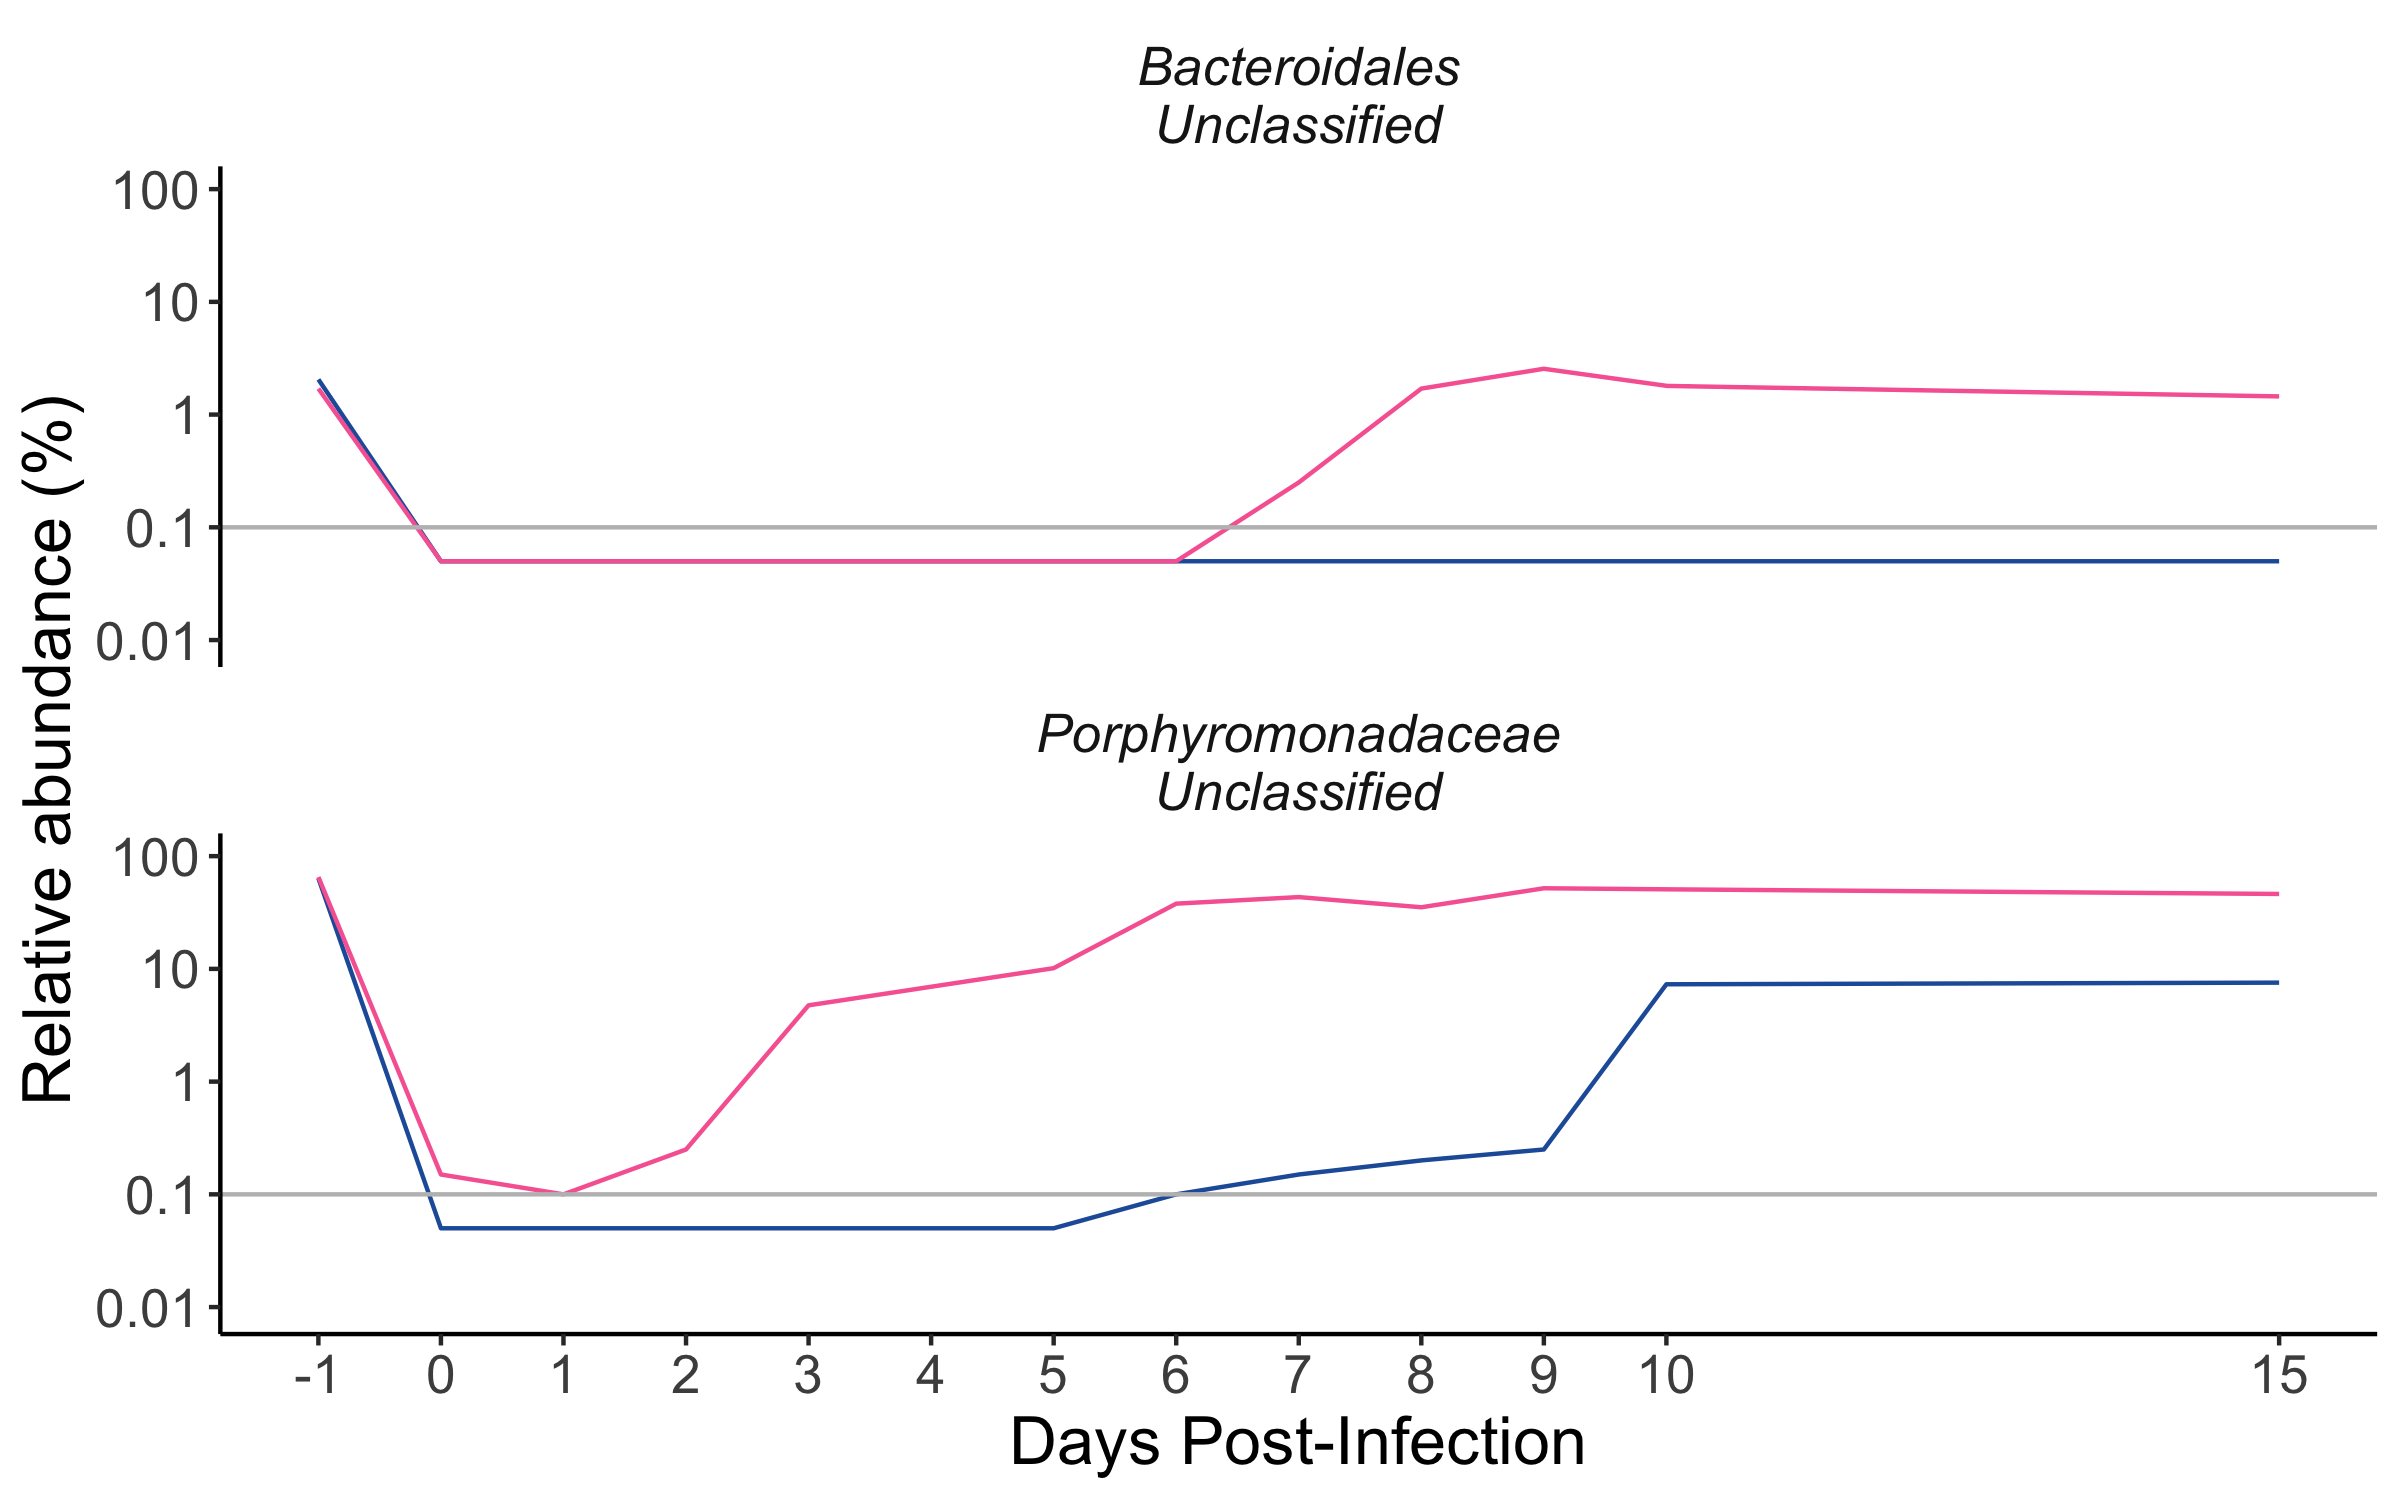 Bacteroidales
Unclassified
100
10
1
0.1
0.01
Relative abundance (%)
Porphyromonadaceae
Unclassified
100
10
1
0.1
0.01
-1 0 1 2 3 4 5 6 7 8 9 10 15
Days Post-Infection